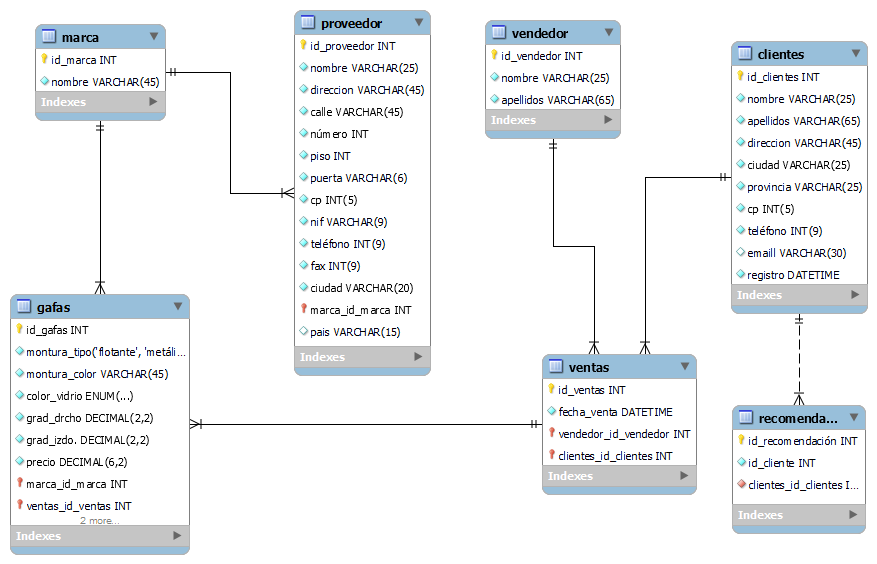 marca
id_marca INT
nombre VARCHAR(45)
Indexes
proveedor
id_proveedor INT
nombre VARCHAR(25)
direccion VARCHAR(45)
calle VARCHAR(45)
número INT
piso INT
puerta VARCHAR(6)
cp INT(5)
nif VARCHAR(9)
teléfono INT(9)
fax INT(9)
ciudad VARCHAR(20)
marca_id_marca INT
pais VARCHAR(15)
Indexes
vendedor
id_vendedor INT
nombre VARCHAR(25)
apellidos VARCHAR(65)
Indexes
clientes
id_clientes INT
nombre VARCHAR(25)
apellidos VARCHAR(65)
direccion VARCHAR(45)
ciudad VARCHAR(25)
provincia VARCHAR(25)
cp INT(5)
teléfono INT(9)
emaill VARCHAR(30)
registro DATETIME
Indexes
gafas
id_gafas INT
montura_tipo('flotante', 'metáli...
montura_color VARCHAR(45)
color_vidrio ENUM(...)
grad_drcho DECIMAL(2,2)
grad_izdo. DECIMAL(2,2)
precio DECIMAL(6,2)
marca_id_marca INT
ventas_id_ventas INT
2 more...
Indexes
ventas
id_ventas INT
fecha_venta DATETIME
vendedor_id_vendedor INT
clientes_id_clientes INT
Indexes
recomenda...
id_recomendación INT
id_cliente INT
clientes_id_clientes I...
Indexes